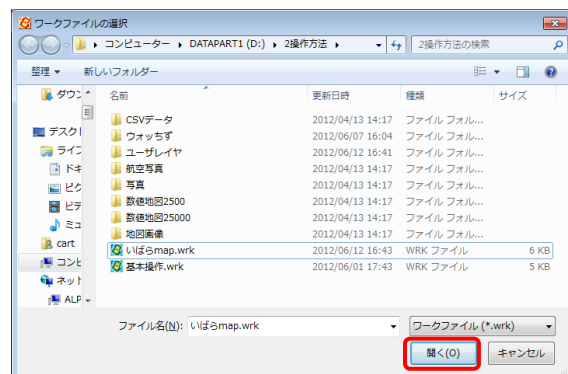 ワークファイルの選択
コンピューター ▸ DATAPART1 (D:) ▸ 2操作方法 ▸ 2操作方法の検索
整理 ▼ 新しいフォルダー
名前 更新日時 種類 サイズ
CSVデータ 2012/04/13 14:17 ファイル フォル...
ウォッちず 2012/06/07 16:04 ファイル フォル...
ユーザレイヤ 2012/06/12 16:41 ファイル フォル...
航空写真 2012/04/13 14:17 ファイル フォル...
写真 2012/04/13 14:17 ファイル フォル...
数値地図2500 2012/04/13 14:17 ファイル フォル...
数値地図25000 2012/04/13 14:17 ファイル フォル...
地図画像 2012/04/13 14:17 ファイル フォル...
いばらmap.wrk 2012/06/12 16:43 WRK ファイル 6 KB
基本操作.wrk 2012/06/01 17:43 WRK ファイル 5 KB
ダウン
デスクト
ライブ
ドキ
ピク
ビデ
ミュ
cart
コンピ
ネット
ALP
ファイル名(N): いばらmap.wrk ワークファイル (*.wrk)
開く(O) キャンセル